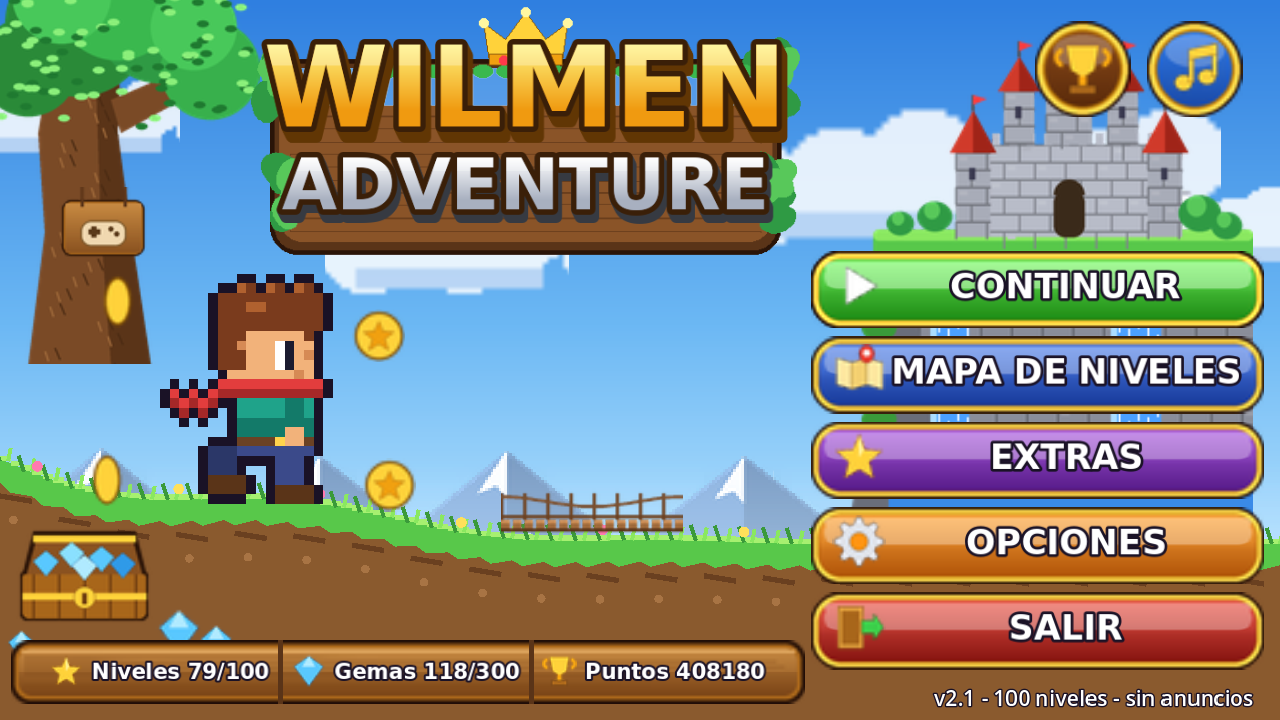 WILMEN
ADVENTURE
CONTINUAR
MAPA DE NIVELES
EXTRAS
OPCIONES
SALIR
Niveles 79/100
Gemas 118/300
Puntos 408180
v2.1 - 100 niveles - sin anuncios